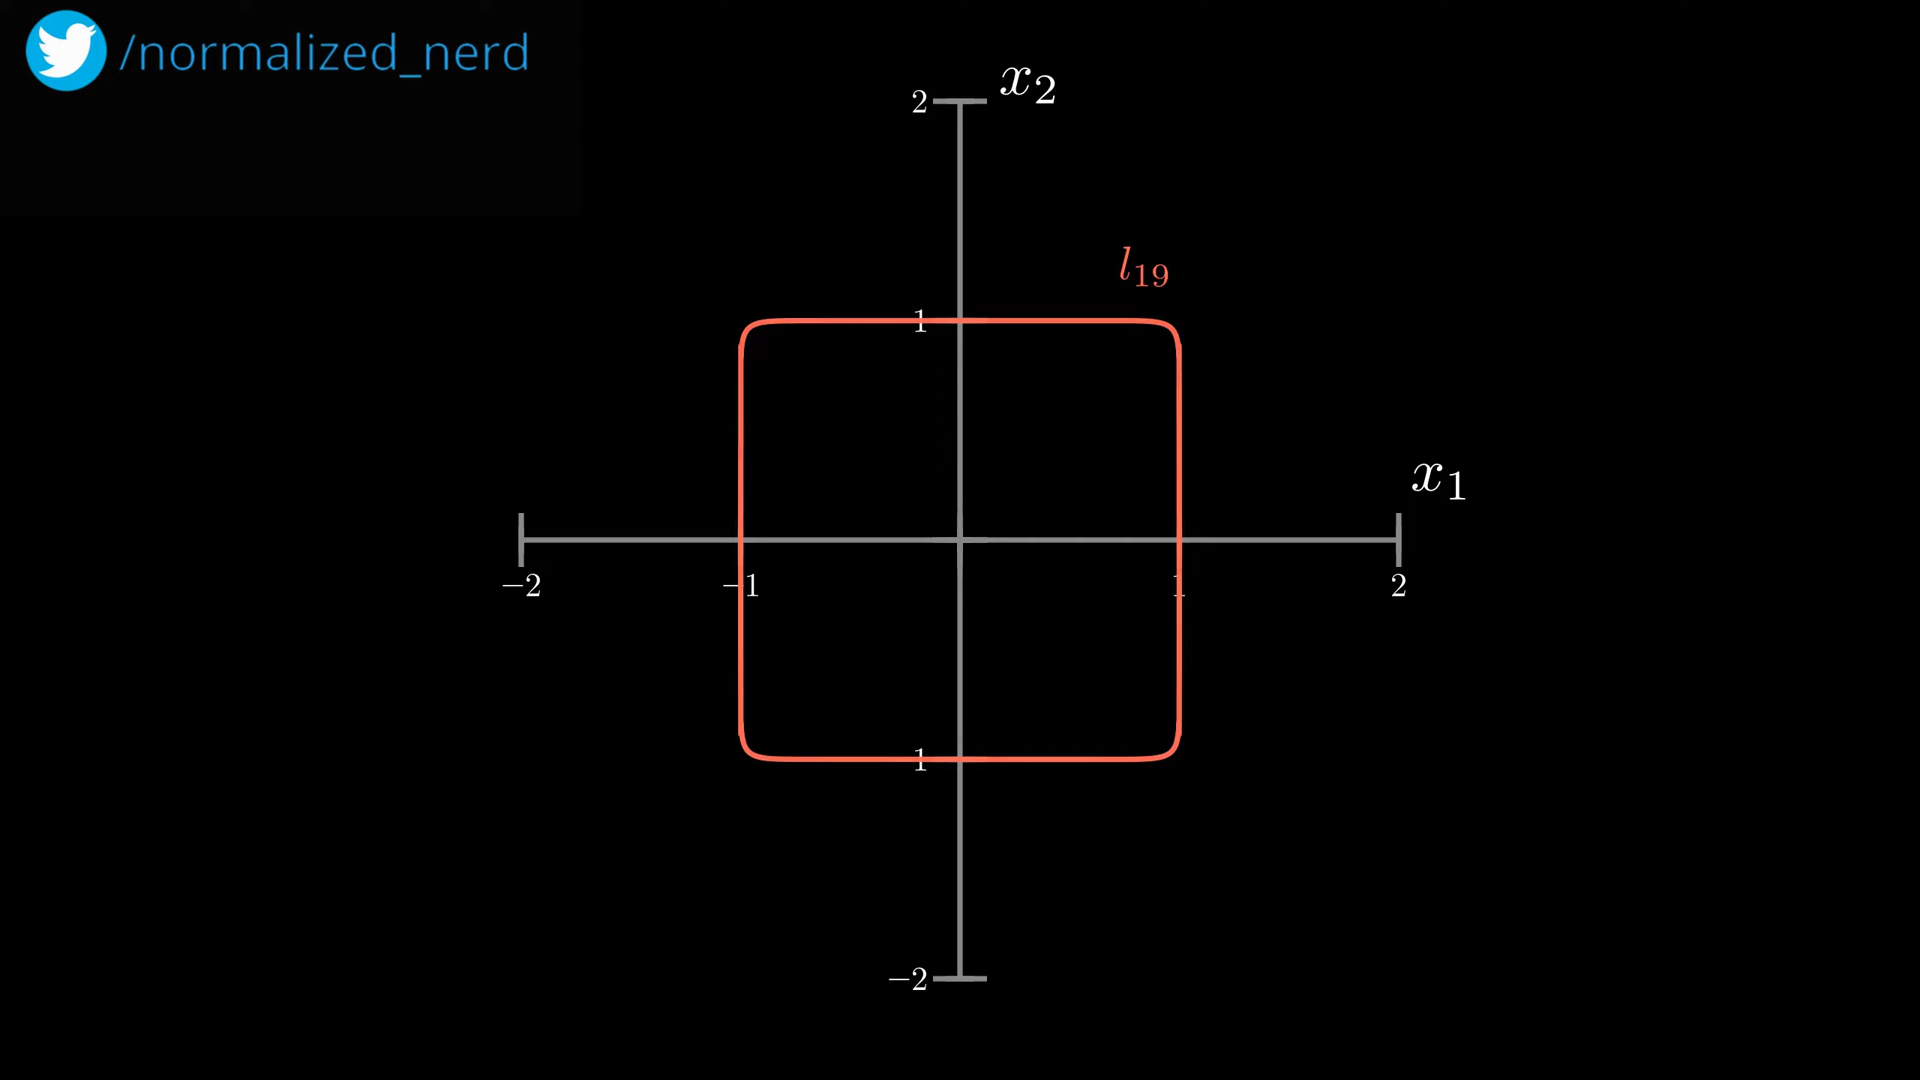 /normalized_nerd
x₂
2
l₁₉
1
x₁
−2 −1 1 2
1
−2